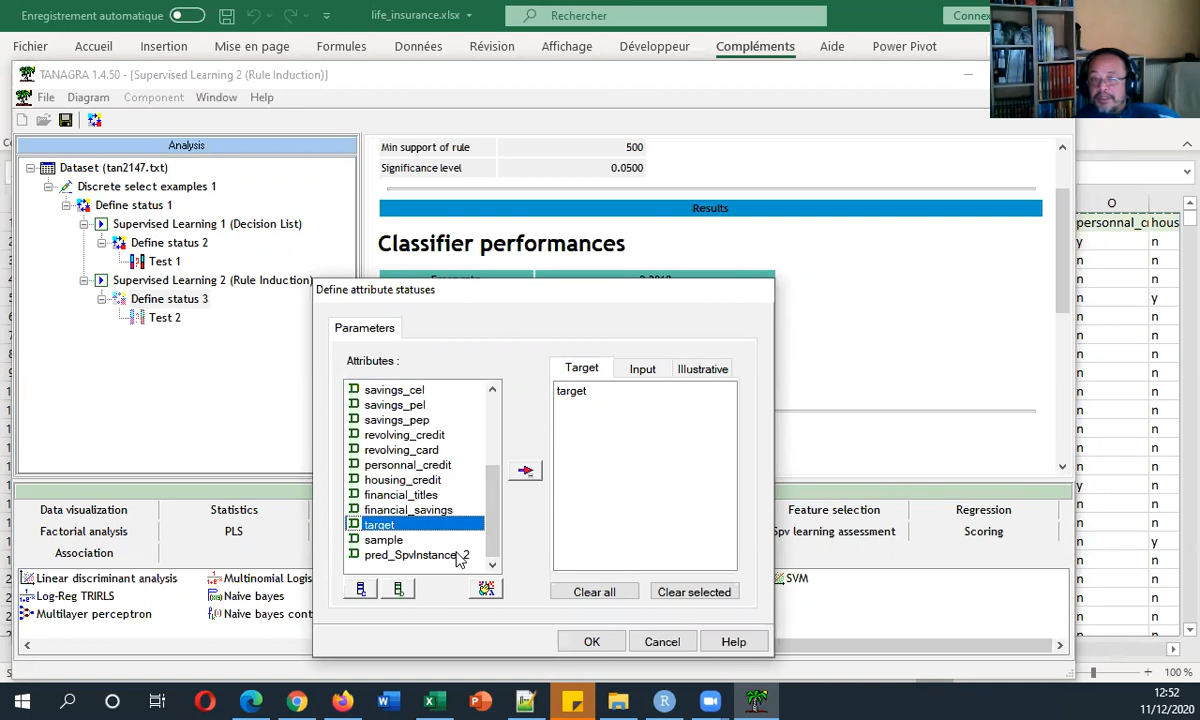 Enregistrement automatique
life_insurance.xlsx
Rechercher
Connex
Fichier
Accueil
Insertion
Mise en page
Formules
Données
Révision
Affichage
Développeur
Compléments
Aide
Power Pivot
TANAGRA 1.4.50 - [Supervised Learning 2 (Rule Induction)]
File
Diagram
Component
Window
Help
Analysis
Dataset (tan2147.txt)
Discrete select examples 1
Define status 1
Supervised Learning 1 (Decision List)
Define status 2
Test 1
Supervised Learning 2 (Rule Induction)
Define status 3
Test 2
Min support of rule 500
Significance level 0.0500
Results
Classifier performances
O
personnal_cr hous
y n
n n
n n
n y
n n
n n
n n
n n
n n
n n
n n
n n
n n
y n
n y
n n
n n
n n
n n
n n
n n
n n
Define attribute statuses
Parameters
Attributes :
savings_cel
savings_pel
savings_pep
revolving_credit
revolving_card
personnal_credit
housing_credit
financial_titles
financial_savings
target
sample
pred_SpvInstance_2
Target
Input
Illustrative
target
Clear all
Clear selected
OK
Cancel
Help
Data visualization
Statistics
Feature selection
Regression
Factorial analysis
PLS
Spv learning assessment
Scoring
Association
Linear discriminant analysis
Multinomial Logis
SVM
Log-Reg TRIRLS
Naive bayes
Multilayer perceptron
Naive bayes cont
100 %
12:52
11/12/2020